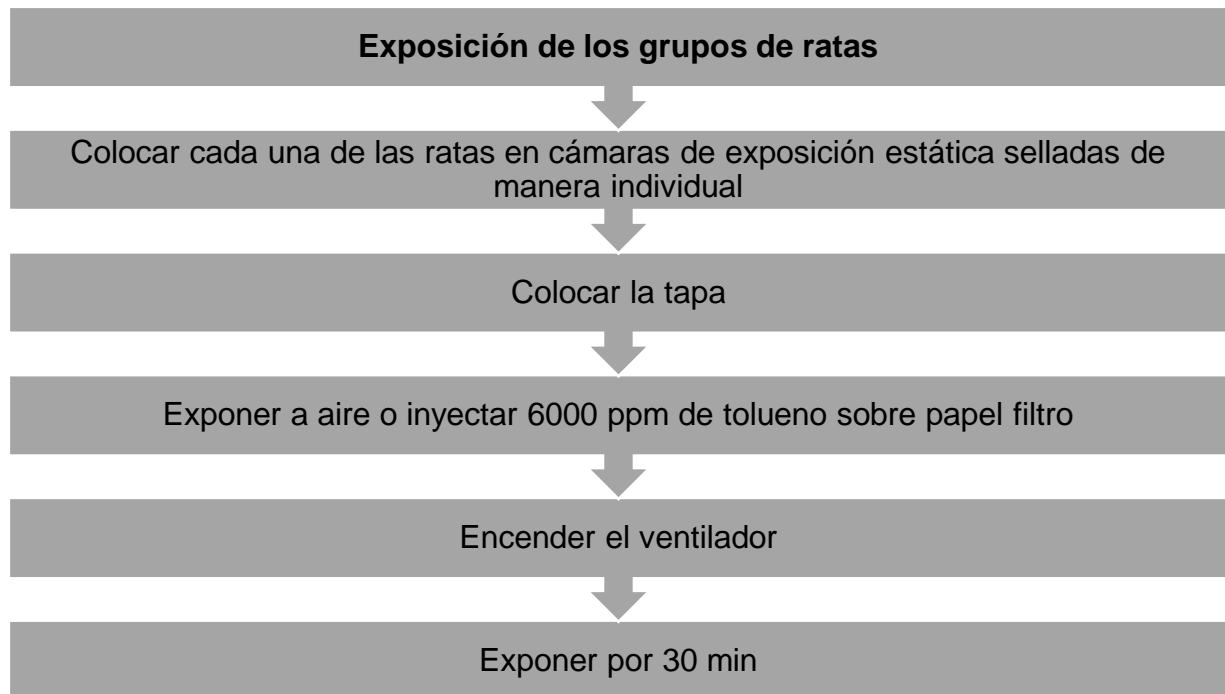 Exposición de los grupos de ratas
Colocar cada una de las ratas en cámaras de exposición estática selladas de
manera individual
Colocar la tapa
Exponer a aire o inyectar 6000 ppm de tolueno sobre papel filtro
Encender el ventilador
Exponer por 30 min